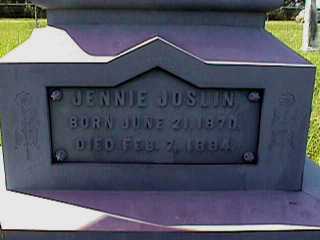 JENNIE JOSLIN
BORN JUNE 21, 1870.
DIED FEB. 7, 1884.